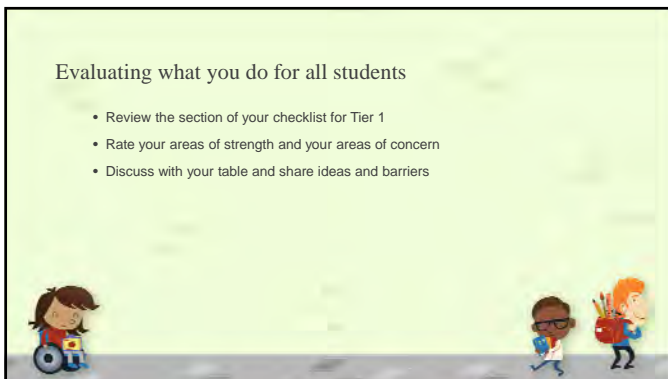 Evaluating what you do for all students
• Review the section of your checklist for Tier 1
• Rate your areas of strength and your areas of concern
• Discuss with your table and share ideas and barriers